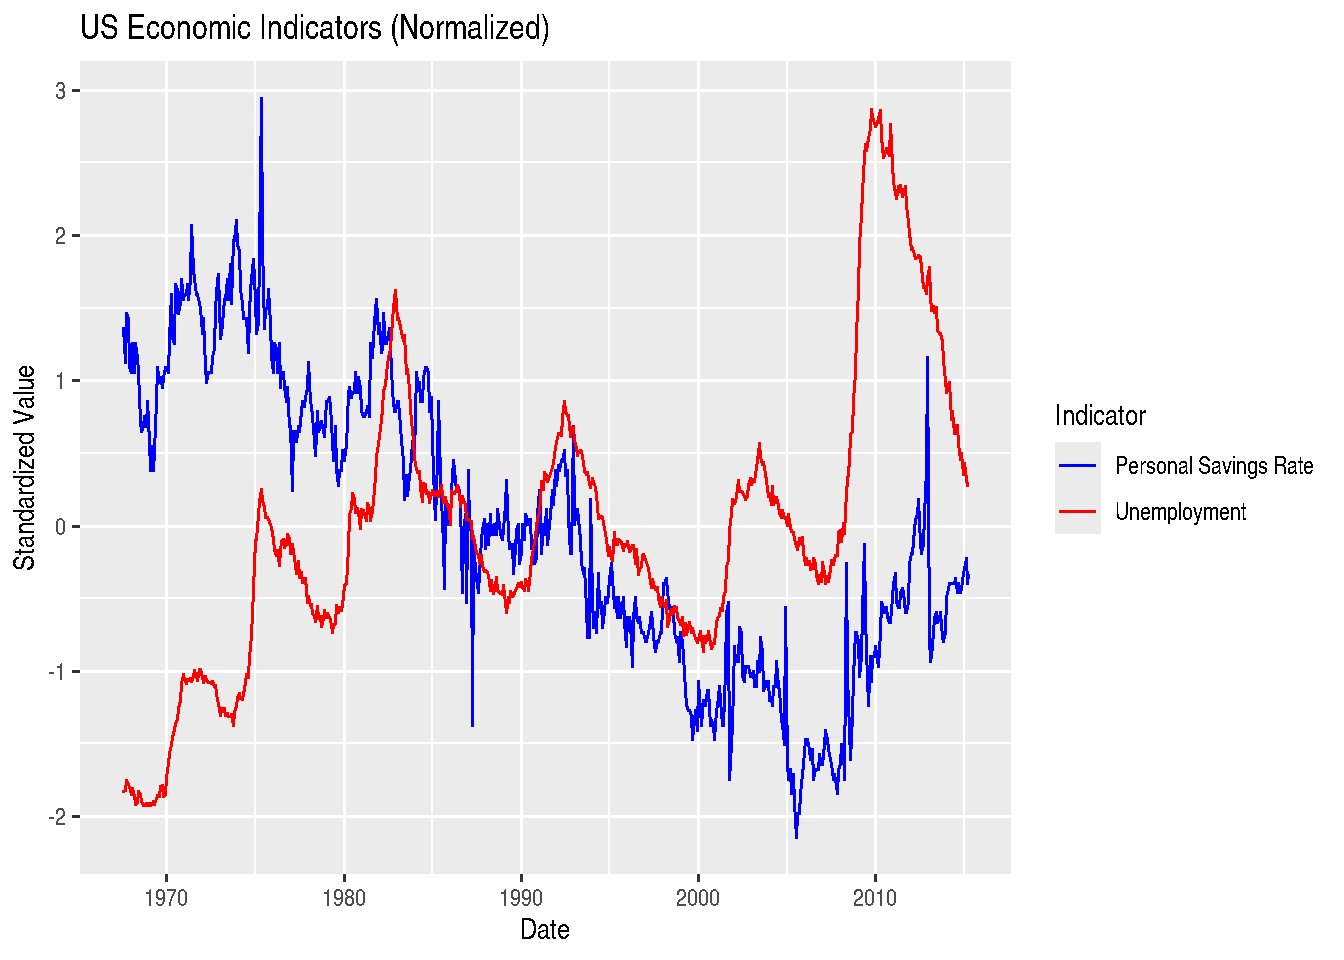 US Economic Indicators (Normalized)
3
2
1
0
-1
-2
Standardized Value
1970
1980
1990
2000
2010
Date
Indicator
Personal Savings Rate
Unemployment